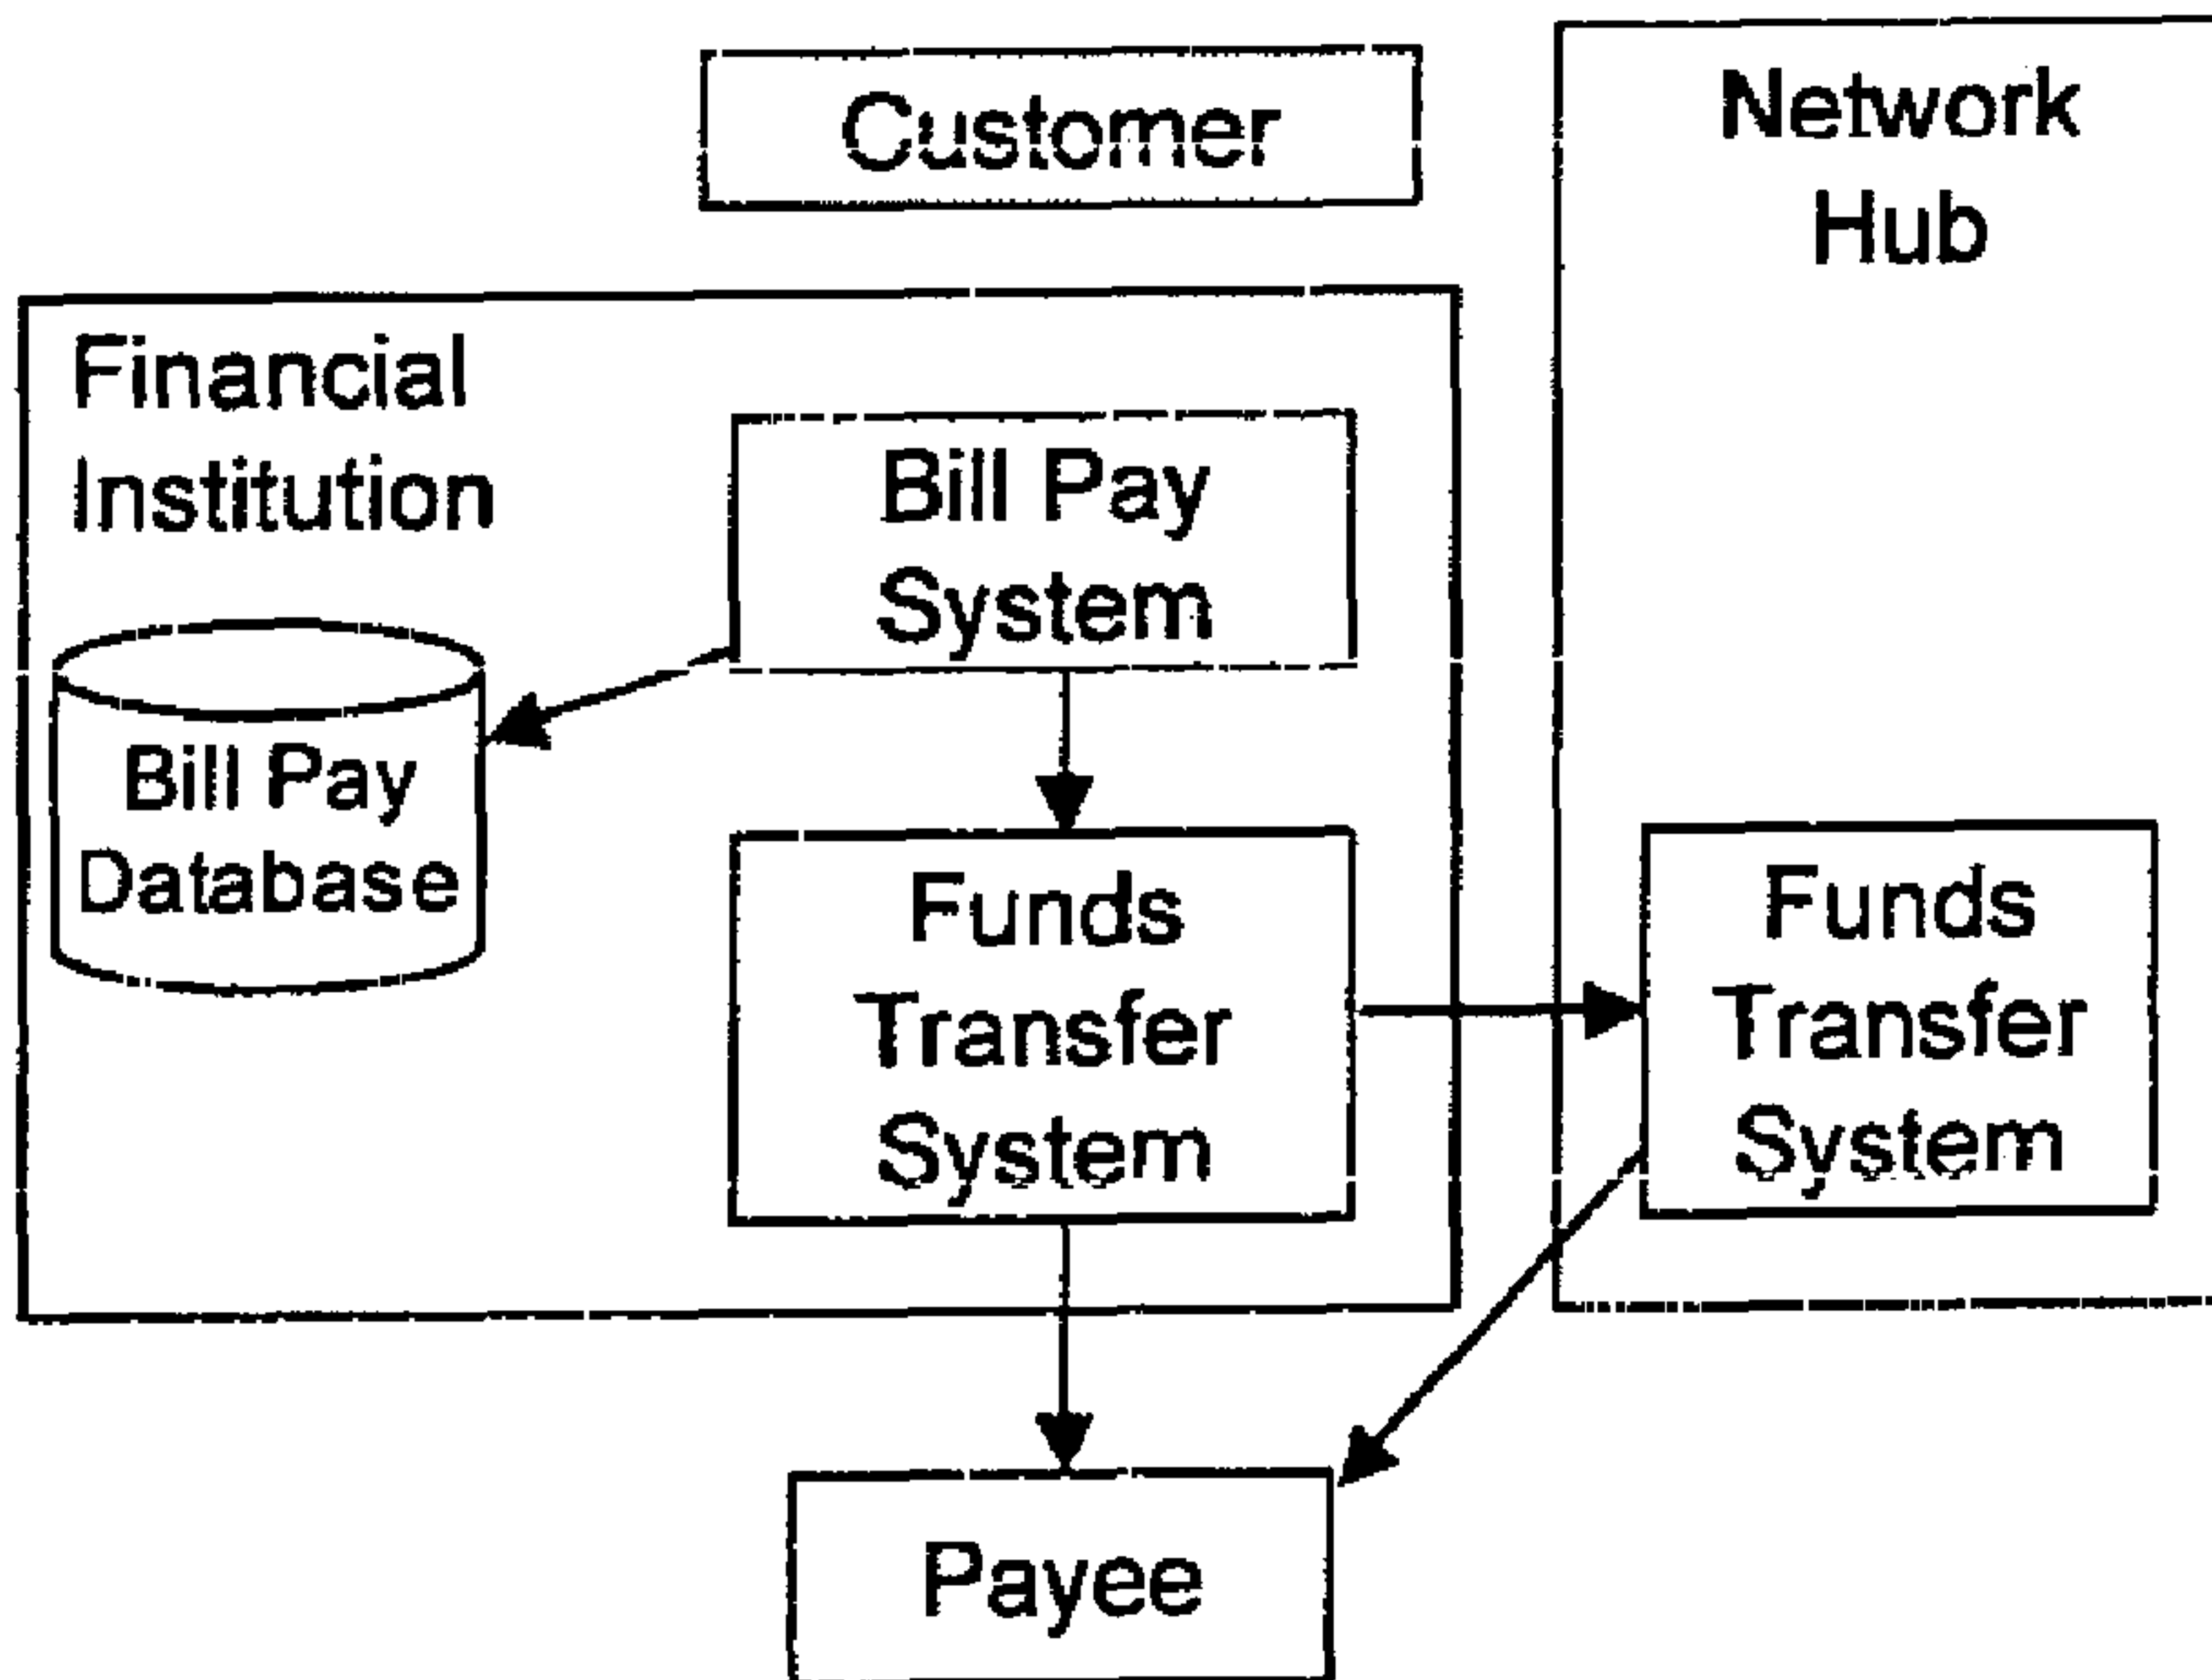 Customer
Network
Hub
Financial
Institution
Bill Pay
System
Bill Pay
Database
Funds
Transfer
System
Funds
Transfer
System
Payee